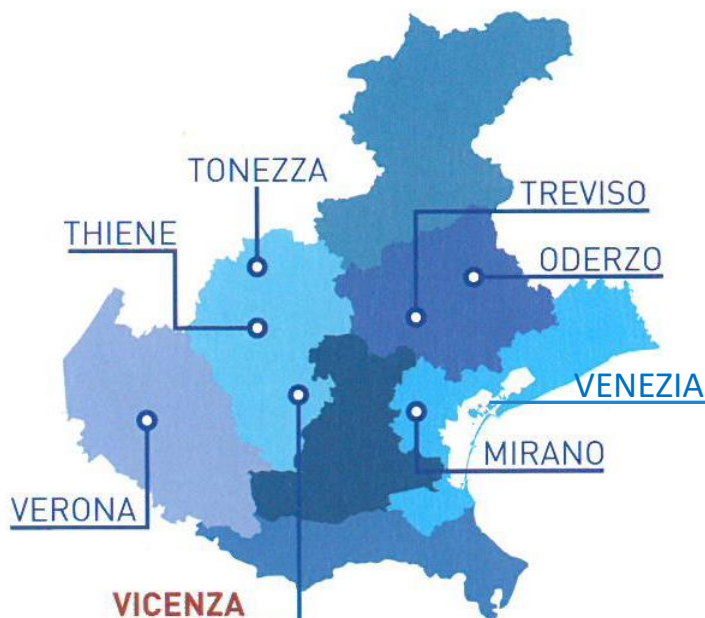 TONEZZA
TREVISO
THIENE
ODERZO
VENEZIA
MIRANO
VERONA
VICENZA